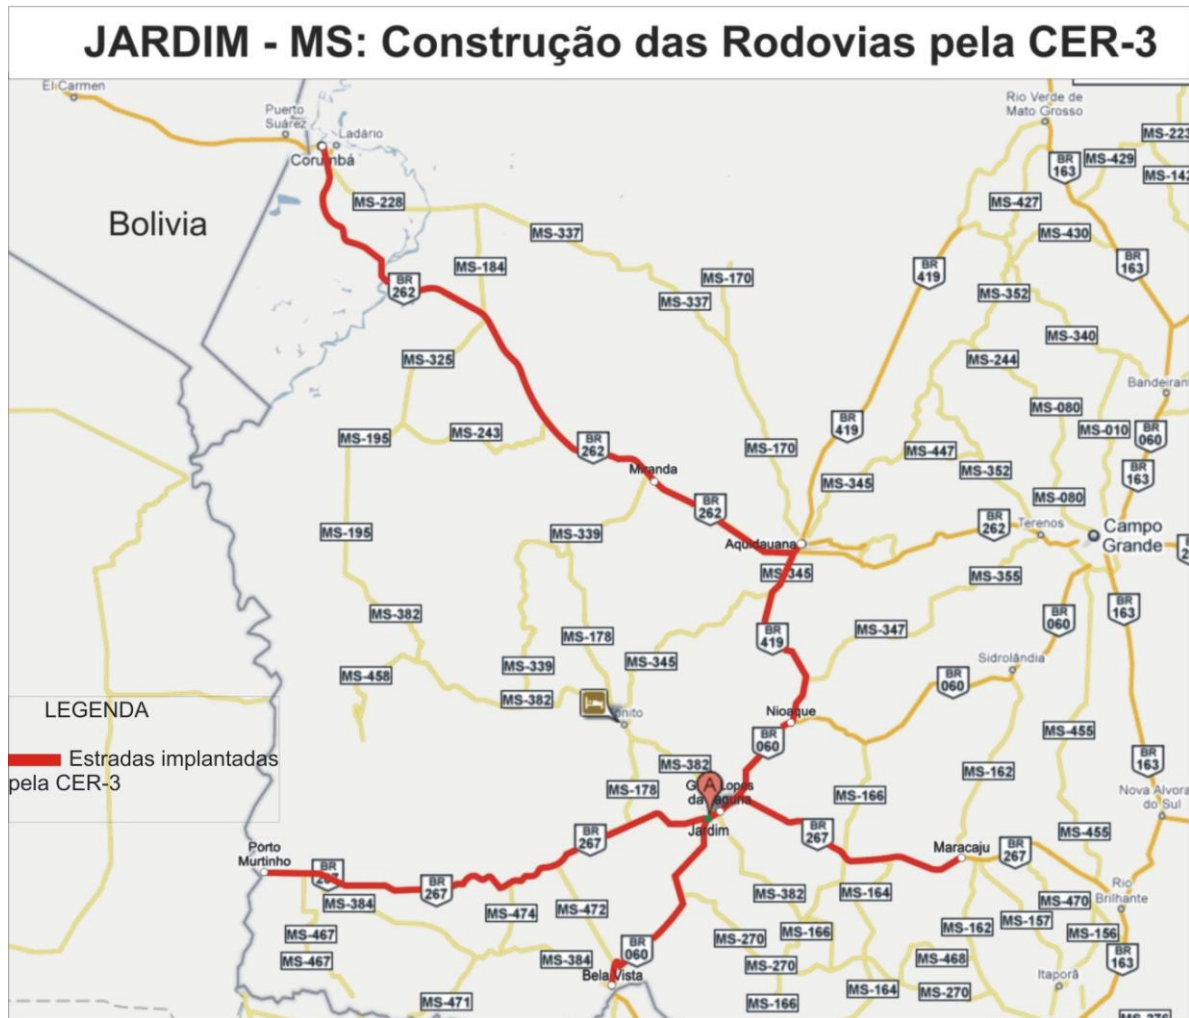 JARDIM - MS: Construção das Rodovias pela CER-3
El Carmen
Puerto
Suárez
Ladário
Corumbá
Rio Verde de
Mato Grosso
MS-223
BR
163
MS-429
MS-142
MS-228
MS-427
MS-337
MS-430
Bolivia
BR
163
MS-184
BR
419
MS-170
BR
262
MS-352
MS-337
MS-340
MS-325
MS-244
Bandeirant
MS-080
MS-195
MS-243
BR
419
MS-010
BR
060
BR
262
MS-170
MS-447
Miranda
MS-352
BR
163
MS-345
MS-080
BR
262
MS-195
MS-339
BR
262
Terenos
Campo
Grande
Aquidauana
MS-345
MS-355
MS-382
BR
163
BR
060
MS-178
BR
419
MS-347
MS-339
MS-345
Sidrolândia
MS-458
MS-382
BR
060
LEGENDA
Nioaque
BR
060
MS-455
Estradas implantadas
pela CER-3
MS-382
MS-162
BR
163
A
MS-178
MS-166
Nova Alvora
do Sul
Jardim
BR
267
BR
267
MS-455
Porto
Murtinho
Maracaju
BR
267
BR
BR
267
MS-384
MS-382
MS-164
Rio
Brilhante
MS-470
MS-474
MS-472
MS-157
MS-467
MS-166
MS-162
MS-156
MS-270
BR
060
MS-467
MS-384
MS-270
MS-468
BR
163
Bela Vista
Itaporã
MS-471
MS-166
MS-164
MS-270